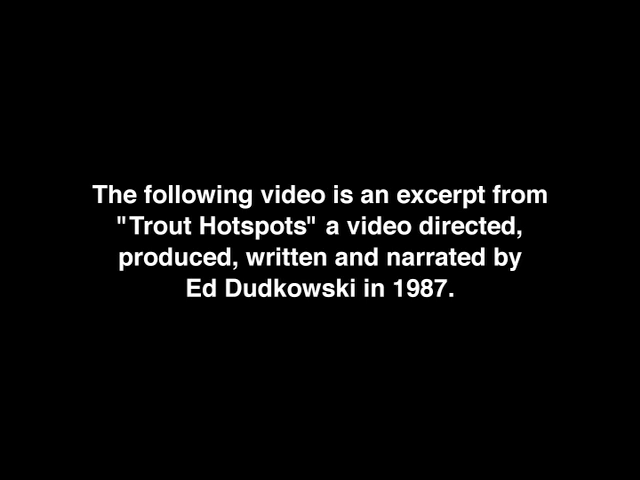 The following video is an excerpt from
"Trout Hotspots" a video directed,
produced, written and narrated by
Ed Dudkowski in 1987.